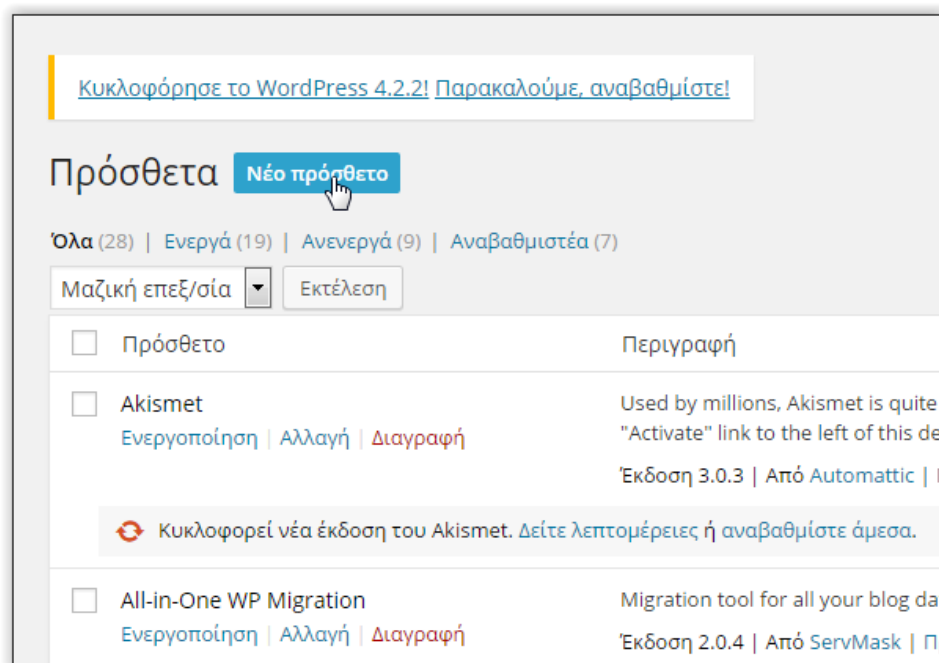 Κυκλοφόρησε το WordPress 4.2.2! Παρακαλούμε, αναβαθμίστε!
Πρόσθετα Νέο πρόσθετο
Όλα (28) | Ενεργά (19) | Ανενεργά (9) | Αναβαθμιστέα (7)
Μαζική επεξ/σία Εκτέλεση
Πρόσθετο Περιγραφή
Akismet Used by millions, Akismet is quite
Ενεργοποίηση | Αλλαγή | Διαγραφή "Activate" link to the left of this de
Έκδοση 3.0.3 | Από Automattic |
Κυκλοφορεί νέα έκδοση του Akismet. Δείτε λεπτομέρειες ή αναβαθμίστε άμεσα.
All-in-One WP Migration Migration tool for all your blog da
Ενεργοποίηση | Αλλαγή | Διαγραφή Έκδοση 2.0.4 | Από ServMask | Π